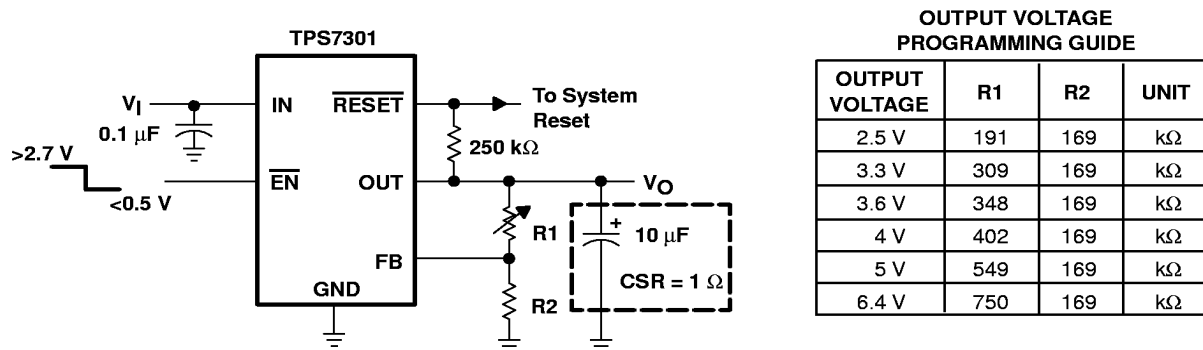 TPS7301
VI
0.1 µF
>2.7 V
<0.5 V
IN
EN
RESET
OUT
FB
GND
To System
Reset
250 kΩ
VO
R1
R2
+
10 µF
CSR = 1 Ω
OUTPUT VOLTAGE
PROGRAMMING GUIDE
OUTPUT VOLTAGE R1 R2 UNIT
2.5 V 191 169 kΩ
3.3 V 309 169 kΩ
3.6 V 348 169 kΩ
4 V 402 169 kΩ
5 V 549 169 kΩ
6.4 V 750 169 kΩ